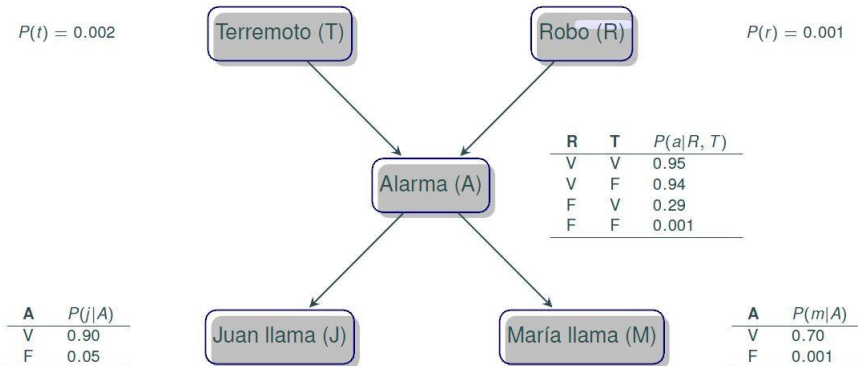 P(t) = 0.002
Terremoto (T)
Robo (R)
P(r) = 0.001
R T P(a|R, T)
V V 0.95
V F 0.94
F V 0.29
F F 0.001
Alarma (A)
A P(j|A)
V 0.90
F 0.05
Juan llama (J)
María llama (M)
A P(m|A)
V 0.70
F 0.001